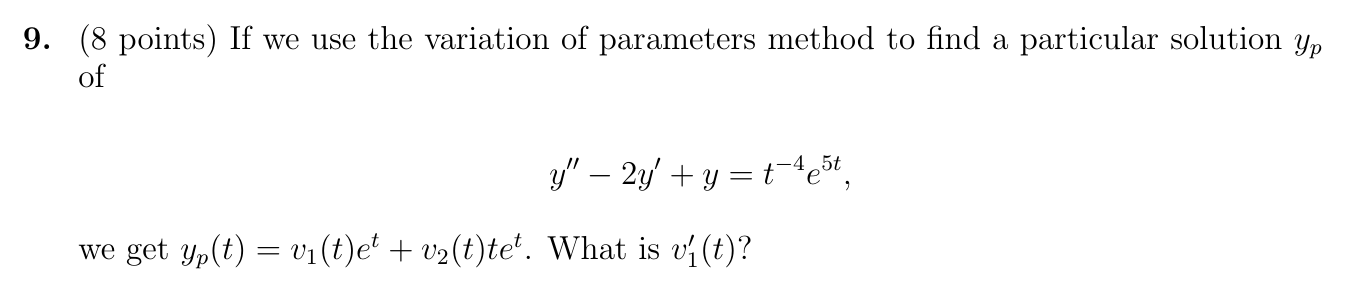 9. (8 points) If we use the variation of parameters method to find a particular solution $y_p$
of
$y'' - 2y' + y = t^{-4}e^{5t},$
we get $y_p(t) = v_1(t)e^t + v_2(t)te^t$. What is $v_1'(t)$?